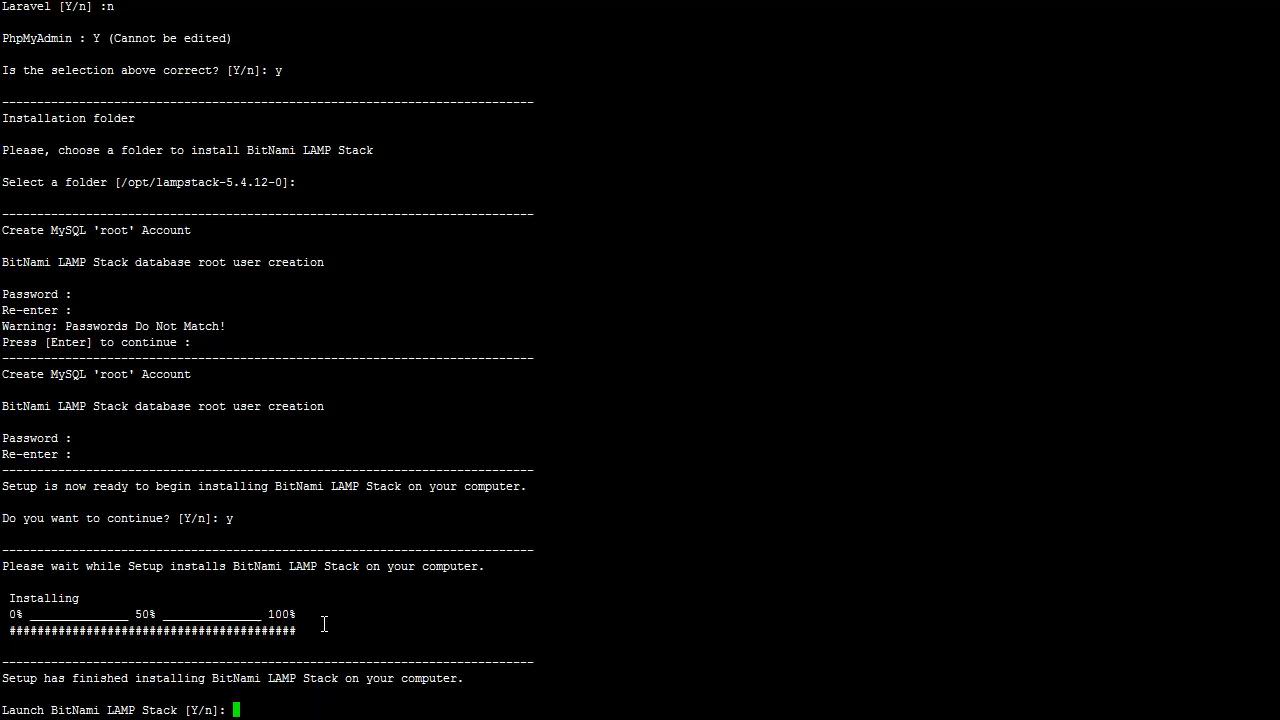 Laravel [Y/n] :n
PhpMyAdmin : Y (Cannot be edited)
Is the selection above correct? [Y/n]: y
----------------------------------------------------------------------------
Installation folder
Please, choose a folder to install BitNami LAMP Stack
Select a folder [/opt/lampstack-5.4.12-0]:
----------------------------------------------------------------------------
Create MySQL 'root' Account
BitNami LAMP Stack database root user creation
Password :
Re-enter :
Warning: Passwords Do Not Match!
Press [Enter] to continue :
----------------------------------------------------------------------------
Create MySQL 'root' Account
BitNami LAMP Stack database root user creation
Password :
Re-enter :
----------------------------------------------------------------------------
Setup is now ready to begin installing BitNami LAMP Stack on your computer.
Do you want to continue? [Y/n]: y
----------------------------------------------------------------------------
Please wait while Setup installs BitNami LAMP Stack on your computer.
Installing
0% ______________ 50% ______________ 100%
#########################################
----------------------------------------------------------------------------
Setup has finished installing BitNami LAMP Stack on your computer.
Launch BitNami LAMP Stack [Y/n]: